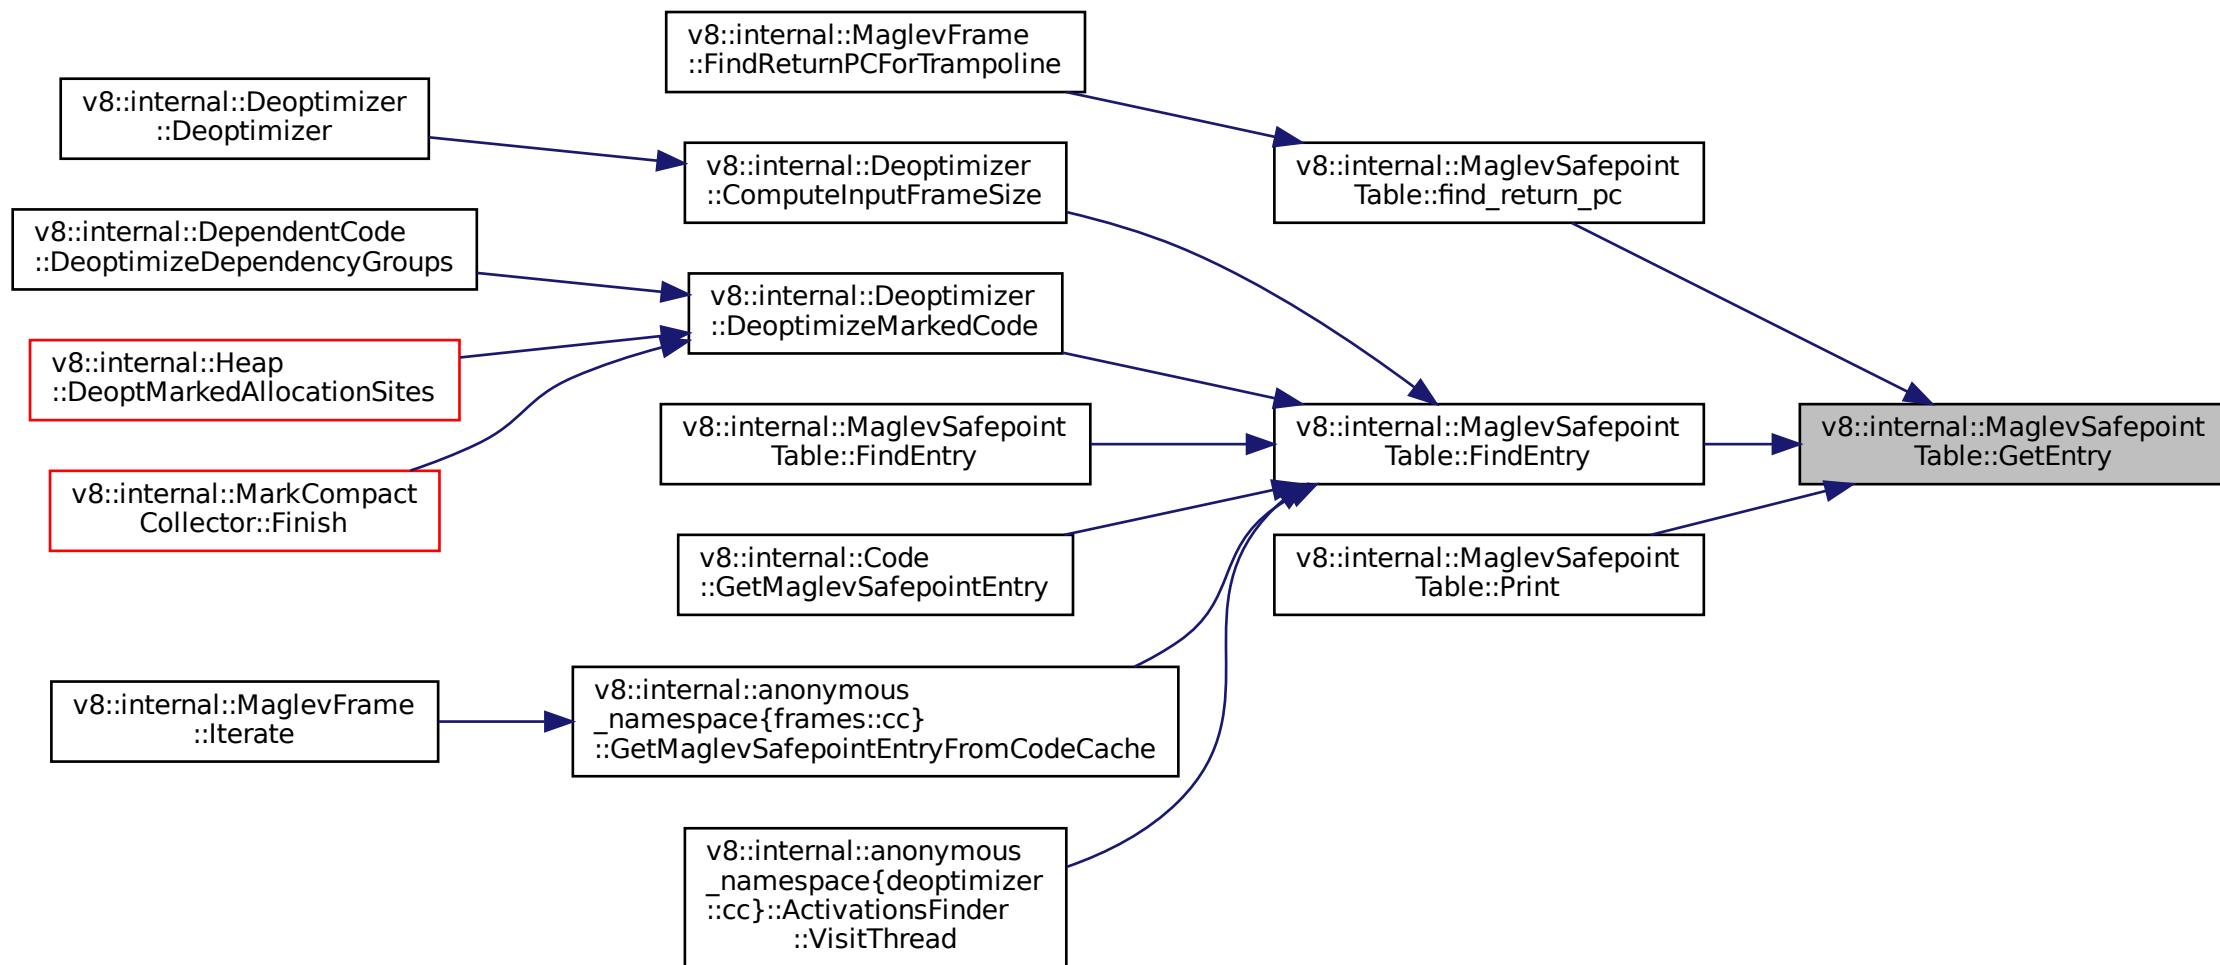 v8::internal::MaglevFrame
::FindReturnPCForTrampoline
v8::internal::Deoptimizer
::Deoptimizer
v8::internal::Deoptimizer
::ComputeInputFrameSize
v8::internal::MaglevSafepoint
Table::find_return_pc
v8::internal::DependentCode
::DeoptimizeDependencyGroups
v8::internal::Deoptimizer
::DeoptimizeMarkedCode
v8::internal::Heap
::DeoptMarkedAllocationSites
v8::internal::MaglevSafepoint
Table::FindEntry
v8::internal::MaglevSafepoint
Table::FindEntry
v8::internal::MaglevSafepoint
Table::GetEntry
v8::internal::MarkCompact
Collector::Finish
v8::internal::Code
::GetMaglevSafepointEntry
v8::internal::MaglevSafepoint
Table::Print
v8::internal::MaglevFrame
::Iterate
v8::internal::anonymous
_namespace{frames::cc}
::GetMaglevSafepointEntryFromCodeCache
v8::internal::anonymous
_namespace{deoptimizer
::cc}::ActivationsFinder
::VisitThread